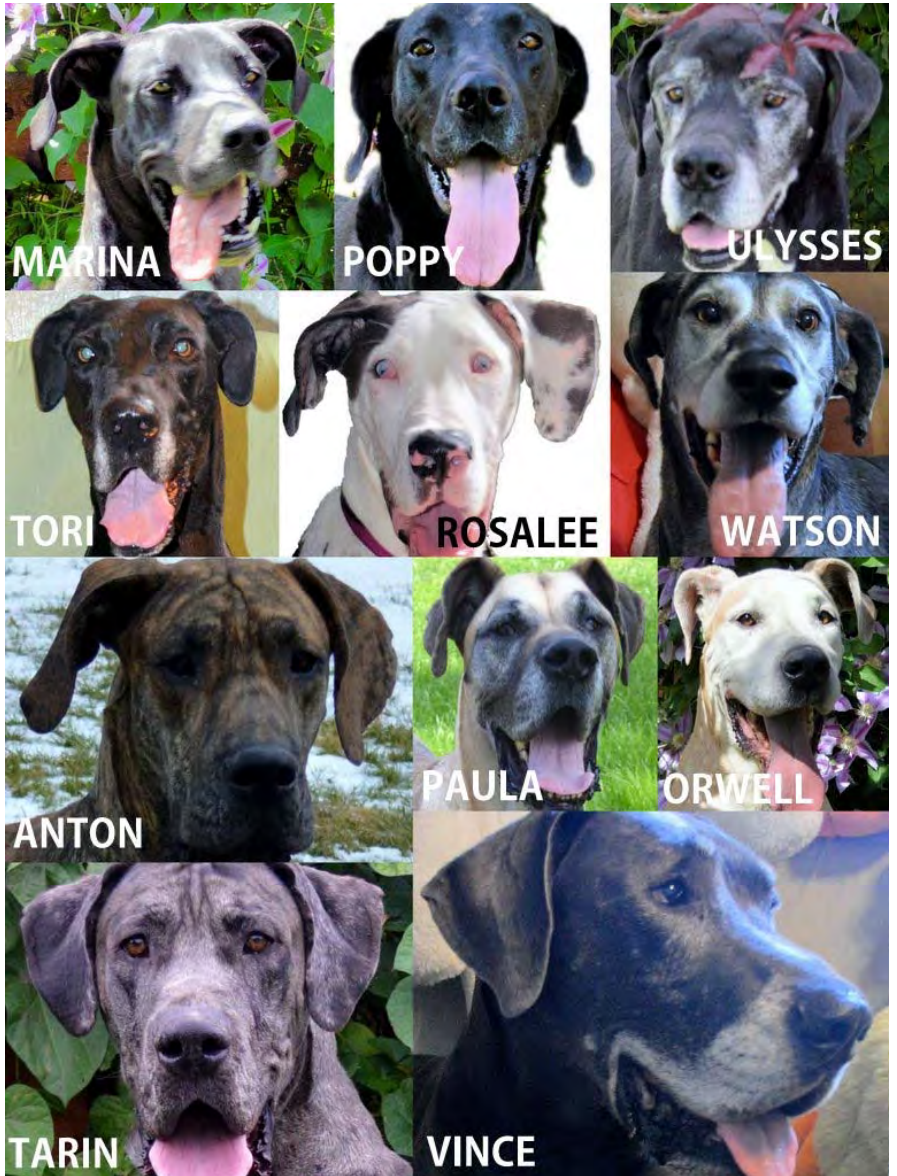 MARINA
POPPY
ULYSSES
TORI
ROSALEE
WATSON
ANTON
PAULA
ORWELL
TARIN
VINCE